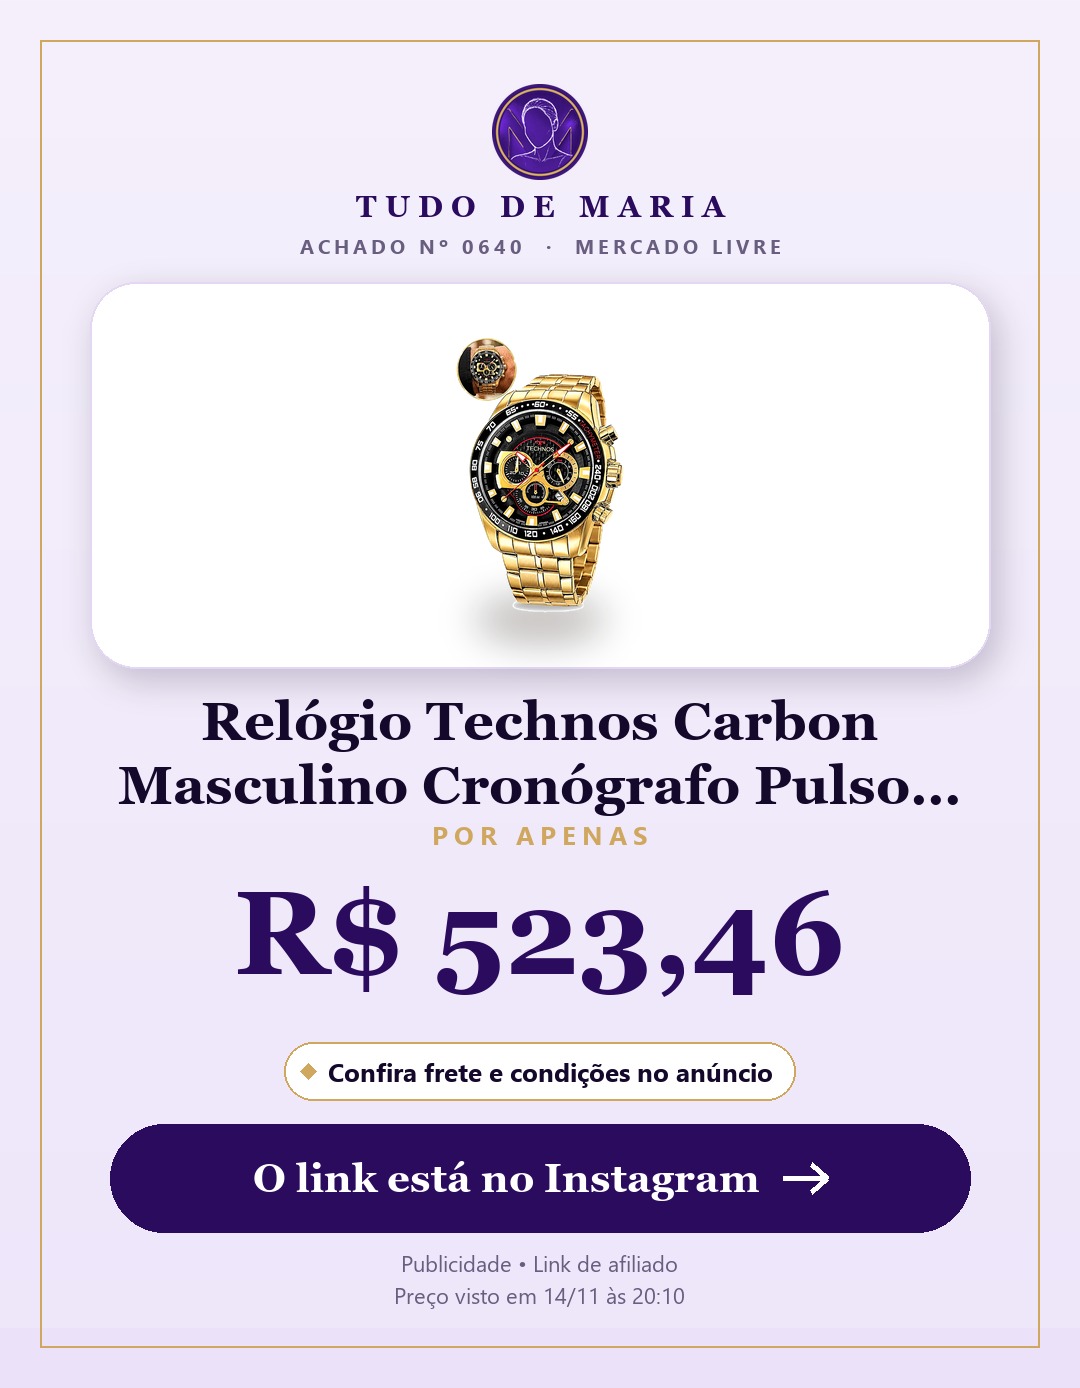 TUDO DE MARIA
ACHADO Nº 0640 · MERCADO LIVRE
TECHNOS
Relógio Technos Carbon
Masculino Cronógrafo Pulso...
POR APENAS
R$ 523,46
Confira frete e condições no anúncio
O link está no Instagram →
Publicidade • Link de afiliado
Preço visto em 14/11 às 20:10